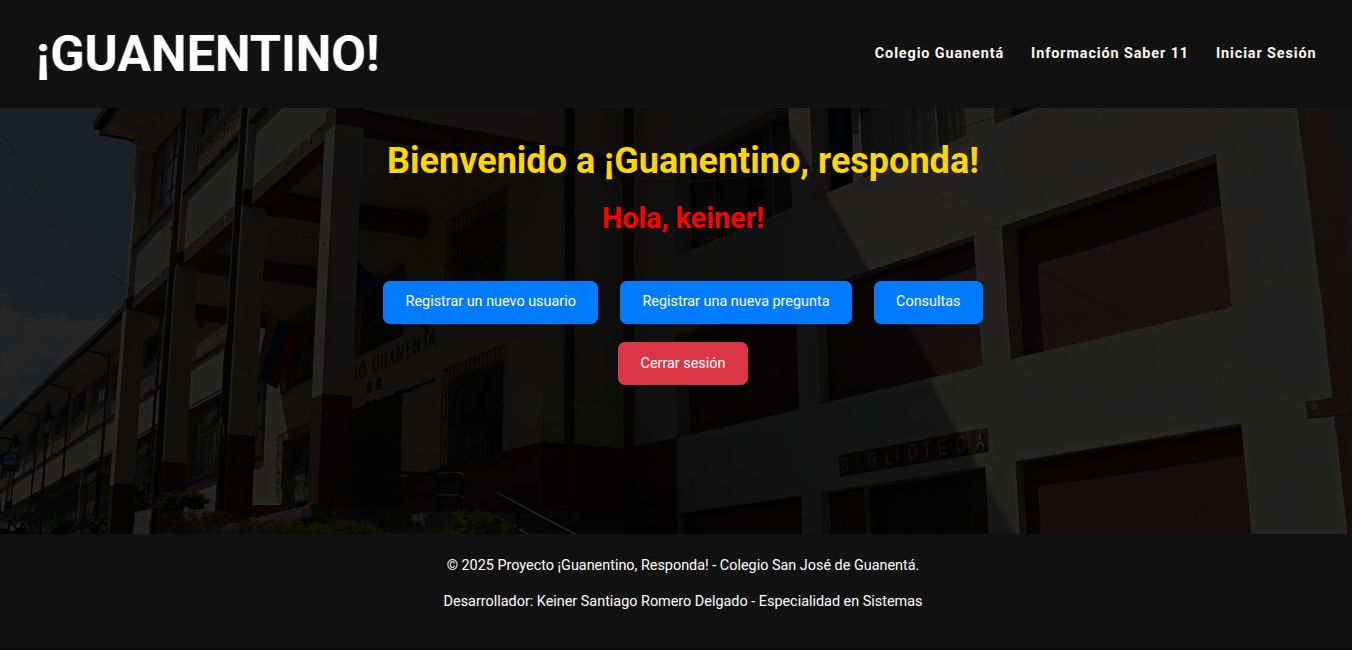 ¡GUANENTINO!
Colegio Guanentá Información Saber 11 Iniciar Sesión
Bienvenido a ¡Guanentino, responda!
Hola, keiner!
Registrar un nuevo usuario Registrar una nueva pregunta Consultas
Cerrar sesión
IO GUANENTA
BIBLIOTECA
© 2025 Proyecto ¡Guanentino, Responda! - Colegio San José de Guanentá.
Desarrollador: Keiner Santiago Romero Delgado - Especialidad en Sistemas